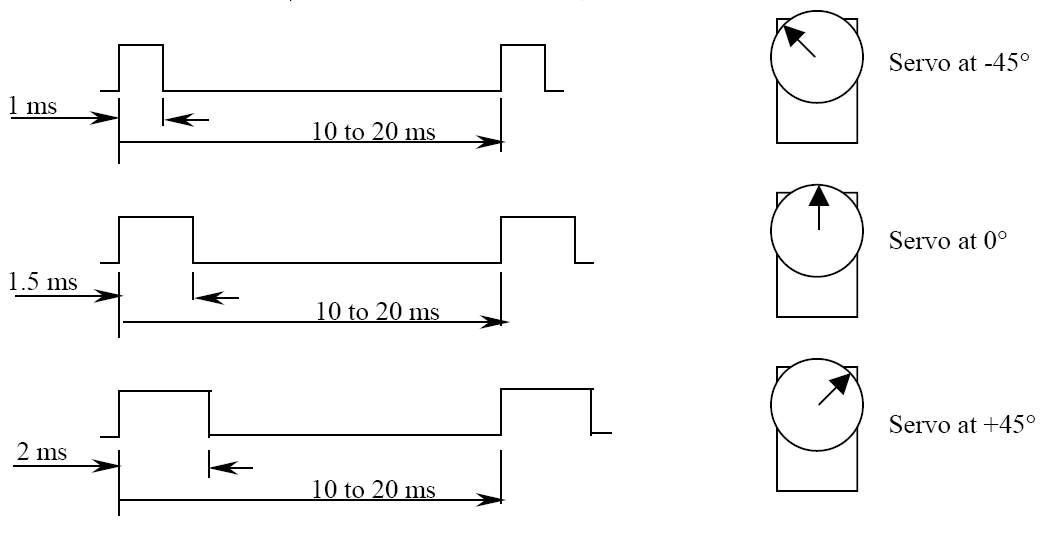 1 ms
10 to 20 ms
Servo at -45°
1.5 ms
10 to 20 ms
Servo at 0°
2 ms
10 to 20 ms
Servo at +45°